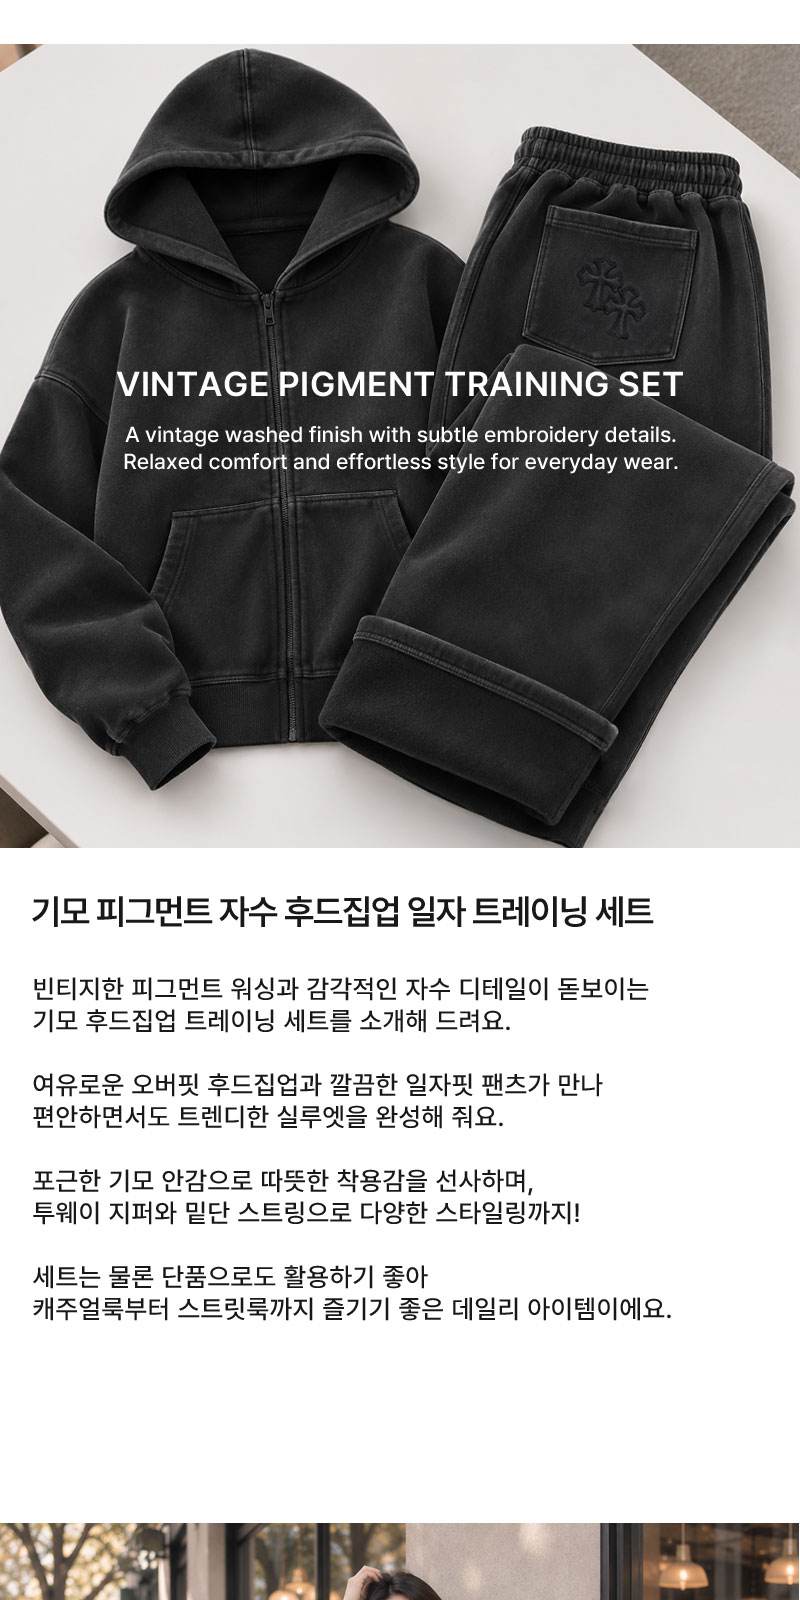 VINTAGE PIGMENT TRAINING SET
A vintage washed finish with subtle embroidery details.
Relaxed comfort and effortless style for everyday wear.
기모 피그먼트 자수 후드집업 일자 트레이닝 세트
빈티지한 피그먼트 워싱과 감각적인 자수 디테일이 돋보이는
기모 후드집업 트레이닝 세트를 소개해 드려요.
여유로운 오버핏 후드집업과 깔끔한 일자핏 팬츠가 만나
편안하면서도 트렌디한 실루엣을 완성해 줘요.
포근한 기모 안감으로 따뜻한 착용감을 선사하며,
투웨이 지퍼와 밑단 스트링으로 다양한 스타일링까지!
세트는 물론 단품으로도 활용하기 좋아
캐주얼룩부터 스트릿룩까지 즐기기 좋은 데일리 아이템이에요.